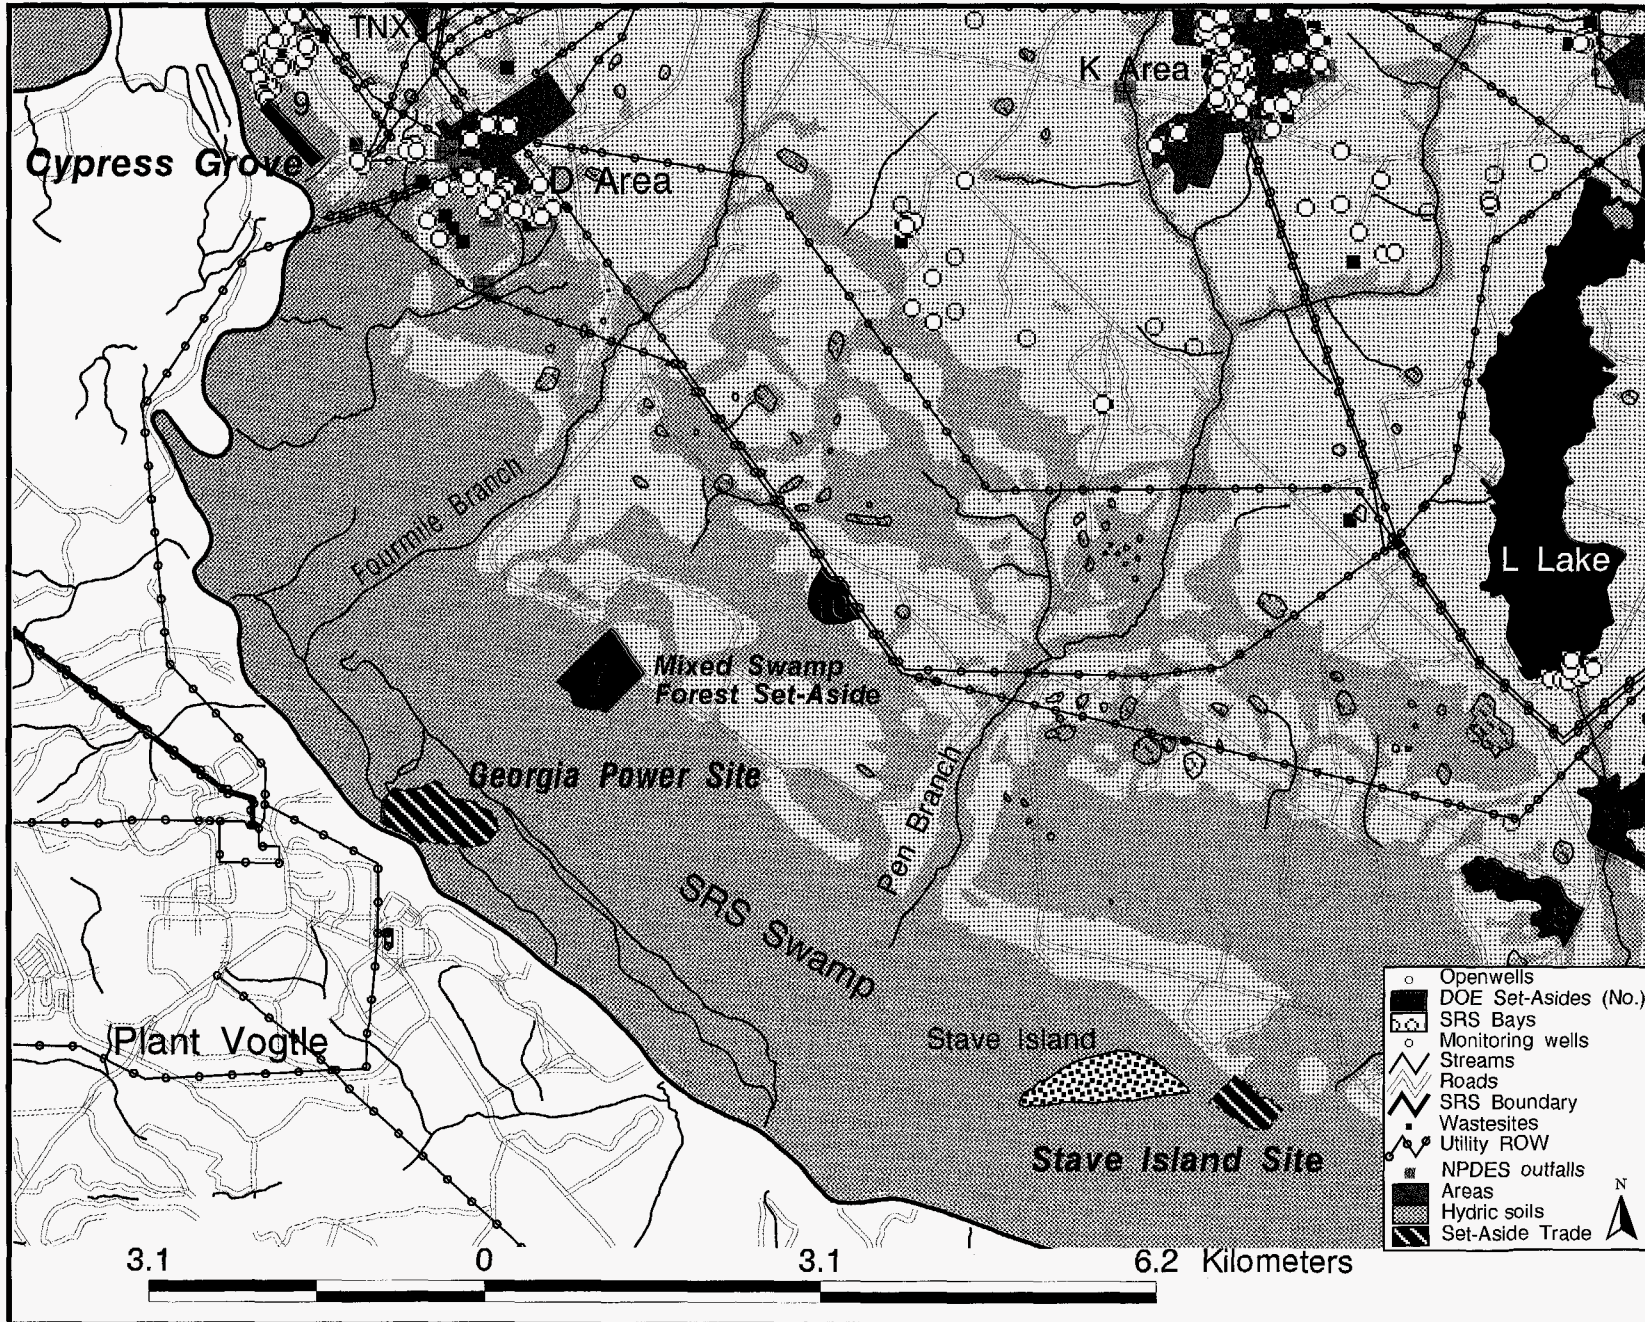 TNX
K Area
9
Cypress Grove
D Area
Fourmile Branch
L Lake
Mixed Swamp
Forest Set-Aside
Georgia Power Site
Pen Branch
SRS Swamp
Plant Vogtle
Stave Island
Stave Island Site
Openwells
DOE Set-Asides (No.)
SRS Bays
Monitoring wells
Streams
Roads
SRS Boundary
Wastesites
Utility ROW
NPDES outfalls
Areas
Hydric soils
Set-Aside Trade
N
3.1 0 3.1 6.2 Kilometers